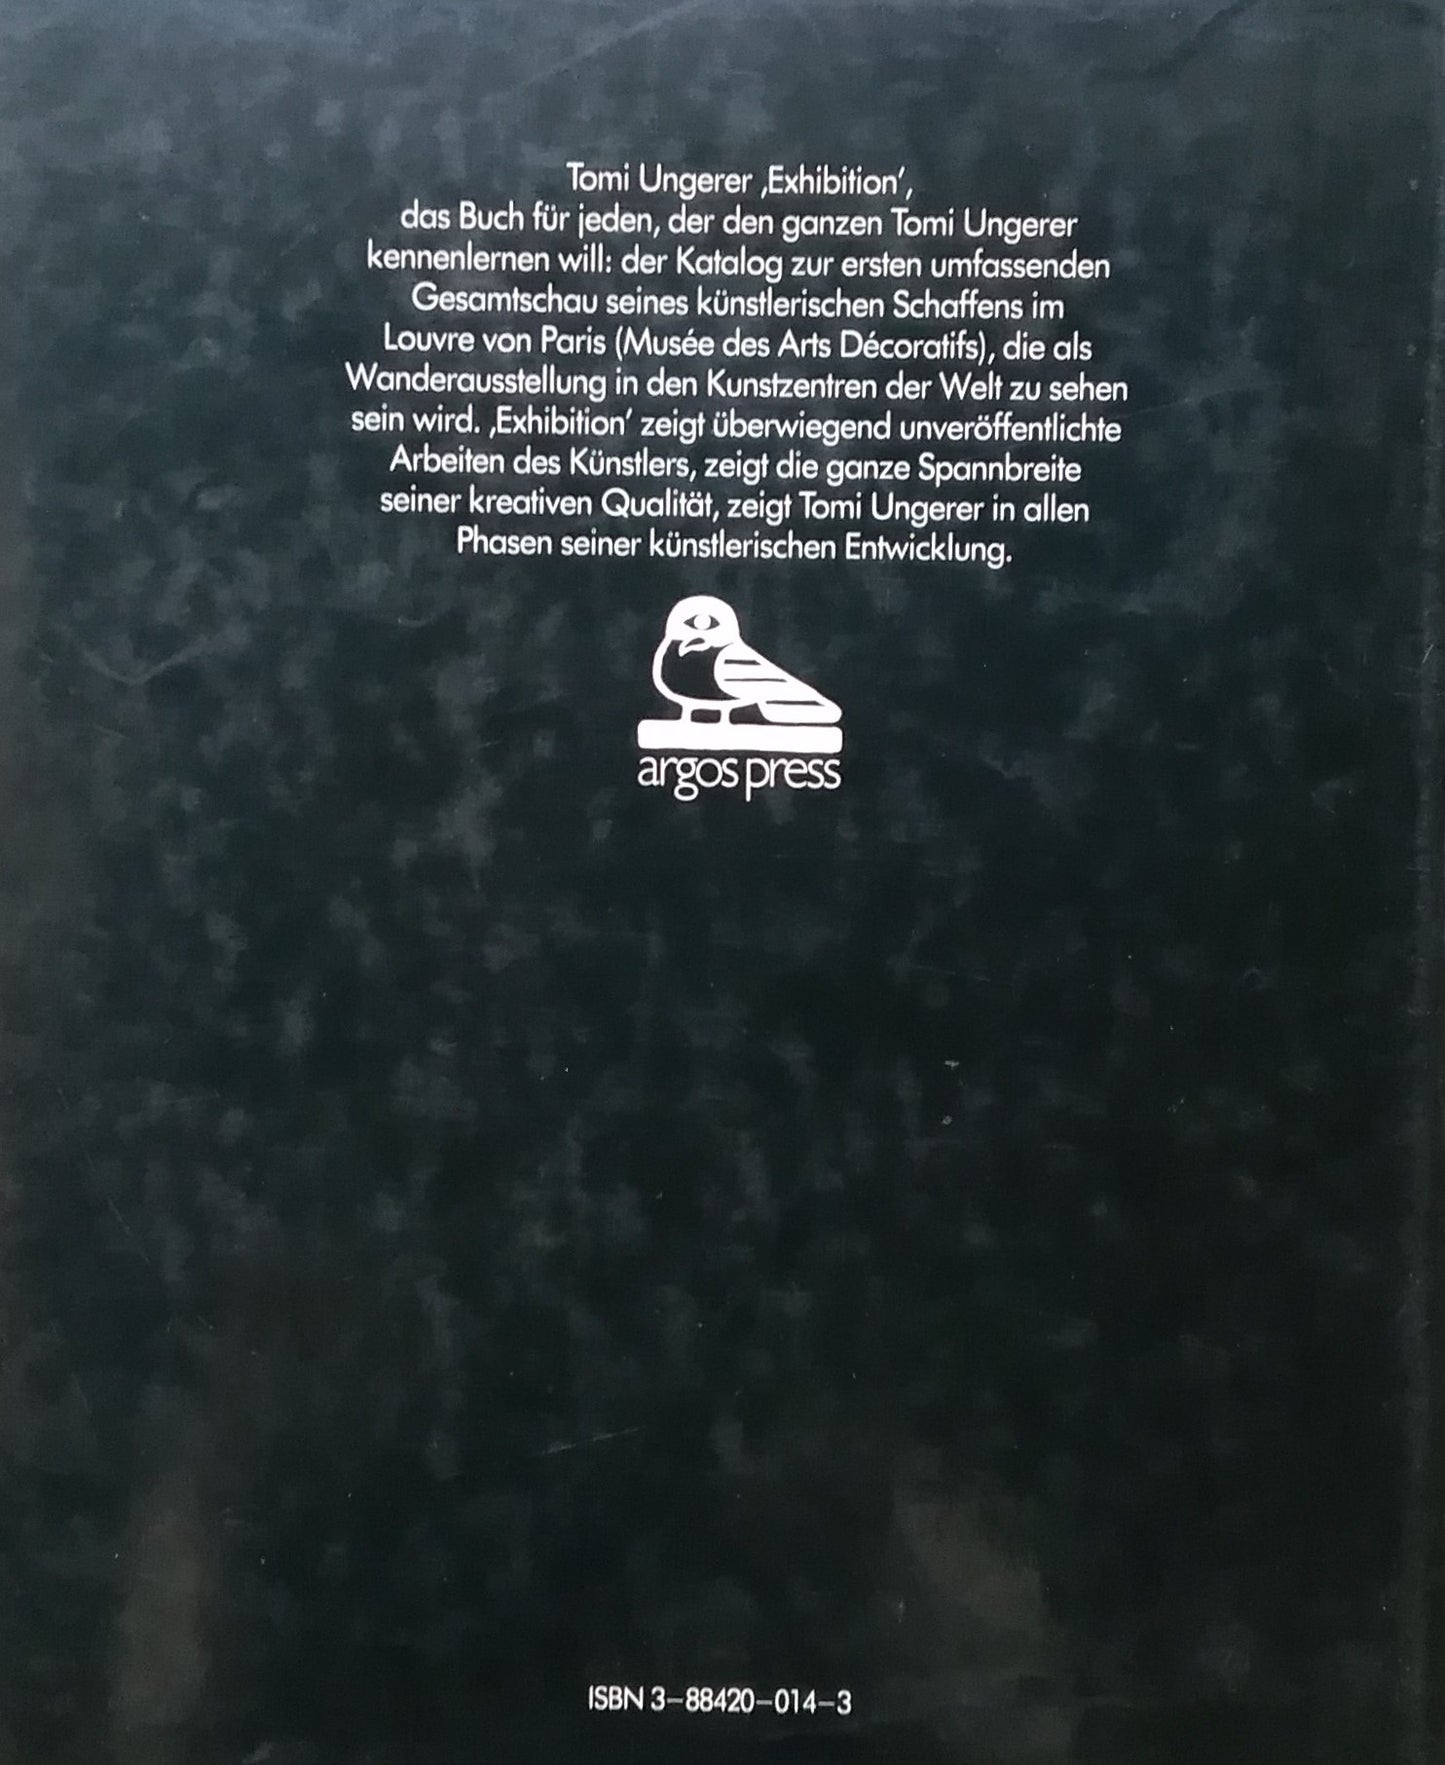 Tomi Ungerer ‚Exhibition‘,
das Buch für jeden, der den ganzen Tomi Ungerer
kennenlernen will: der Katalog zur ersten umfassenden
Gesamtschau seines künstlerischen Schaffens im
Louvre von Paris (Musée des Arts Décoratifs), die als
Wanderausstellung in den Kunstzentren der Welt zu sehen
sein wird. ‚Exhibition‘ zeigt überwiegend unveröffentlichte
Arbeiten des Künstlers, zeigt die ganze Spannbreite
seiner kreativen Qualität, zeigt Tomi Ungerer in allen
Phasen seiner künstlerischen Entwicklung.
argos press
ISBN 3–88420–014–3